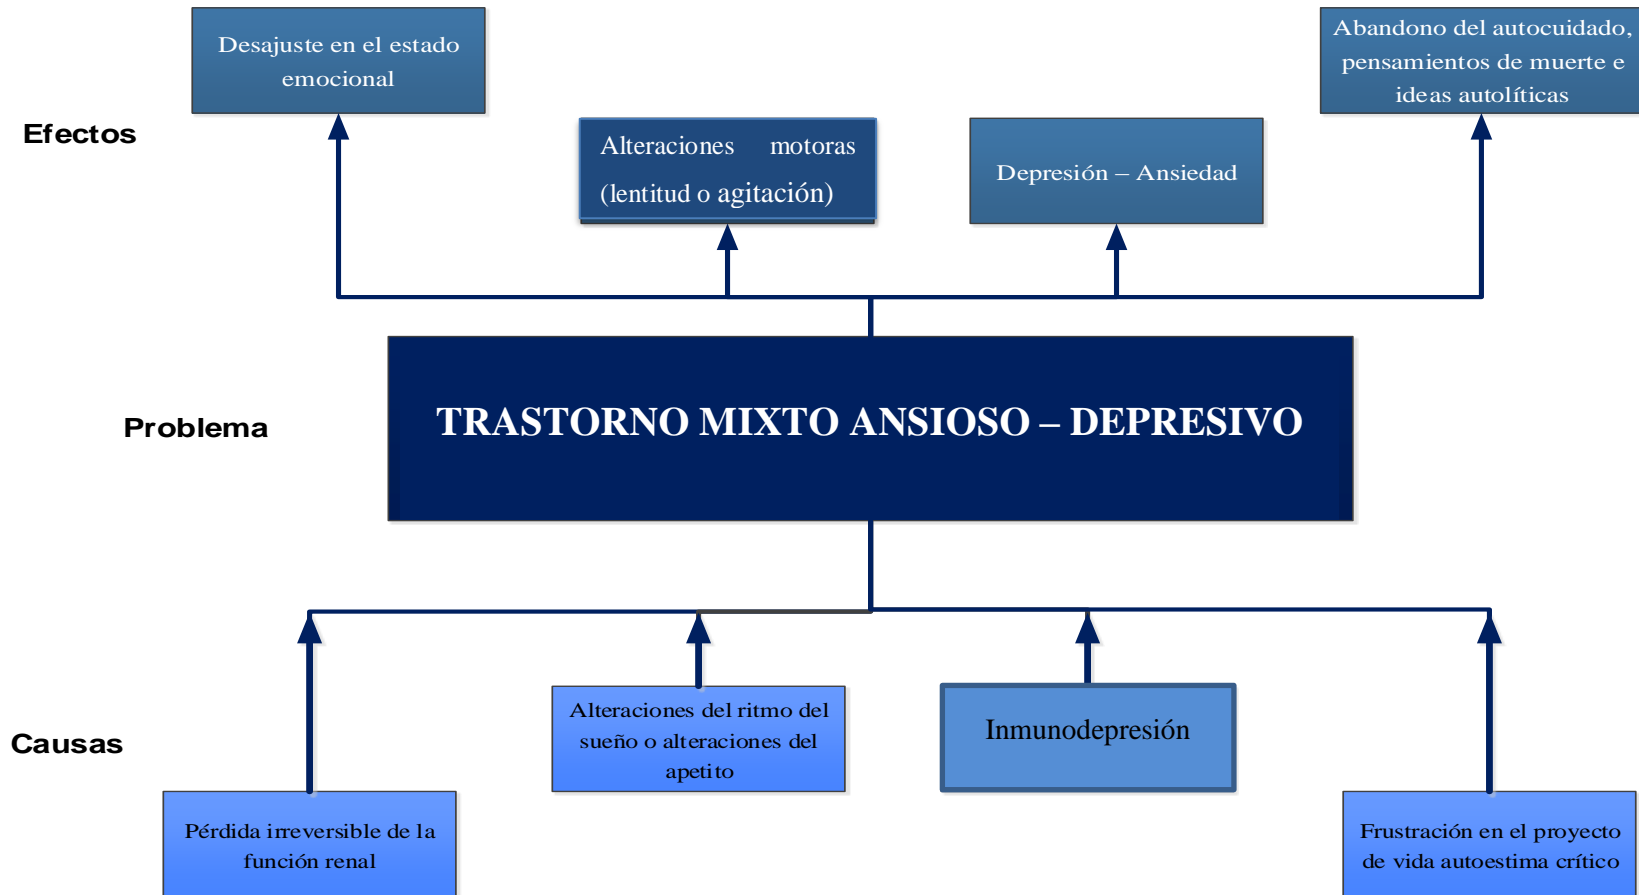 Desajuste en el estado
emocional
Abandono del autocuidado,
pensamientos de muerte e
ideas autolíticas
Efectos
Alteraciones motoras
(lentitud o agitación)
Depresión – Ansiedad
Problema
TRASTORNO MIXTO ANSIOSO – DEPRESIVO
Causas
Alteraciones del ritmo del
sueño o alteraciones del
apetito
Inmunodepresión
Pérdida irreversible de la
función renal
Frustración en el proyecto
de vida autoestima crítico